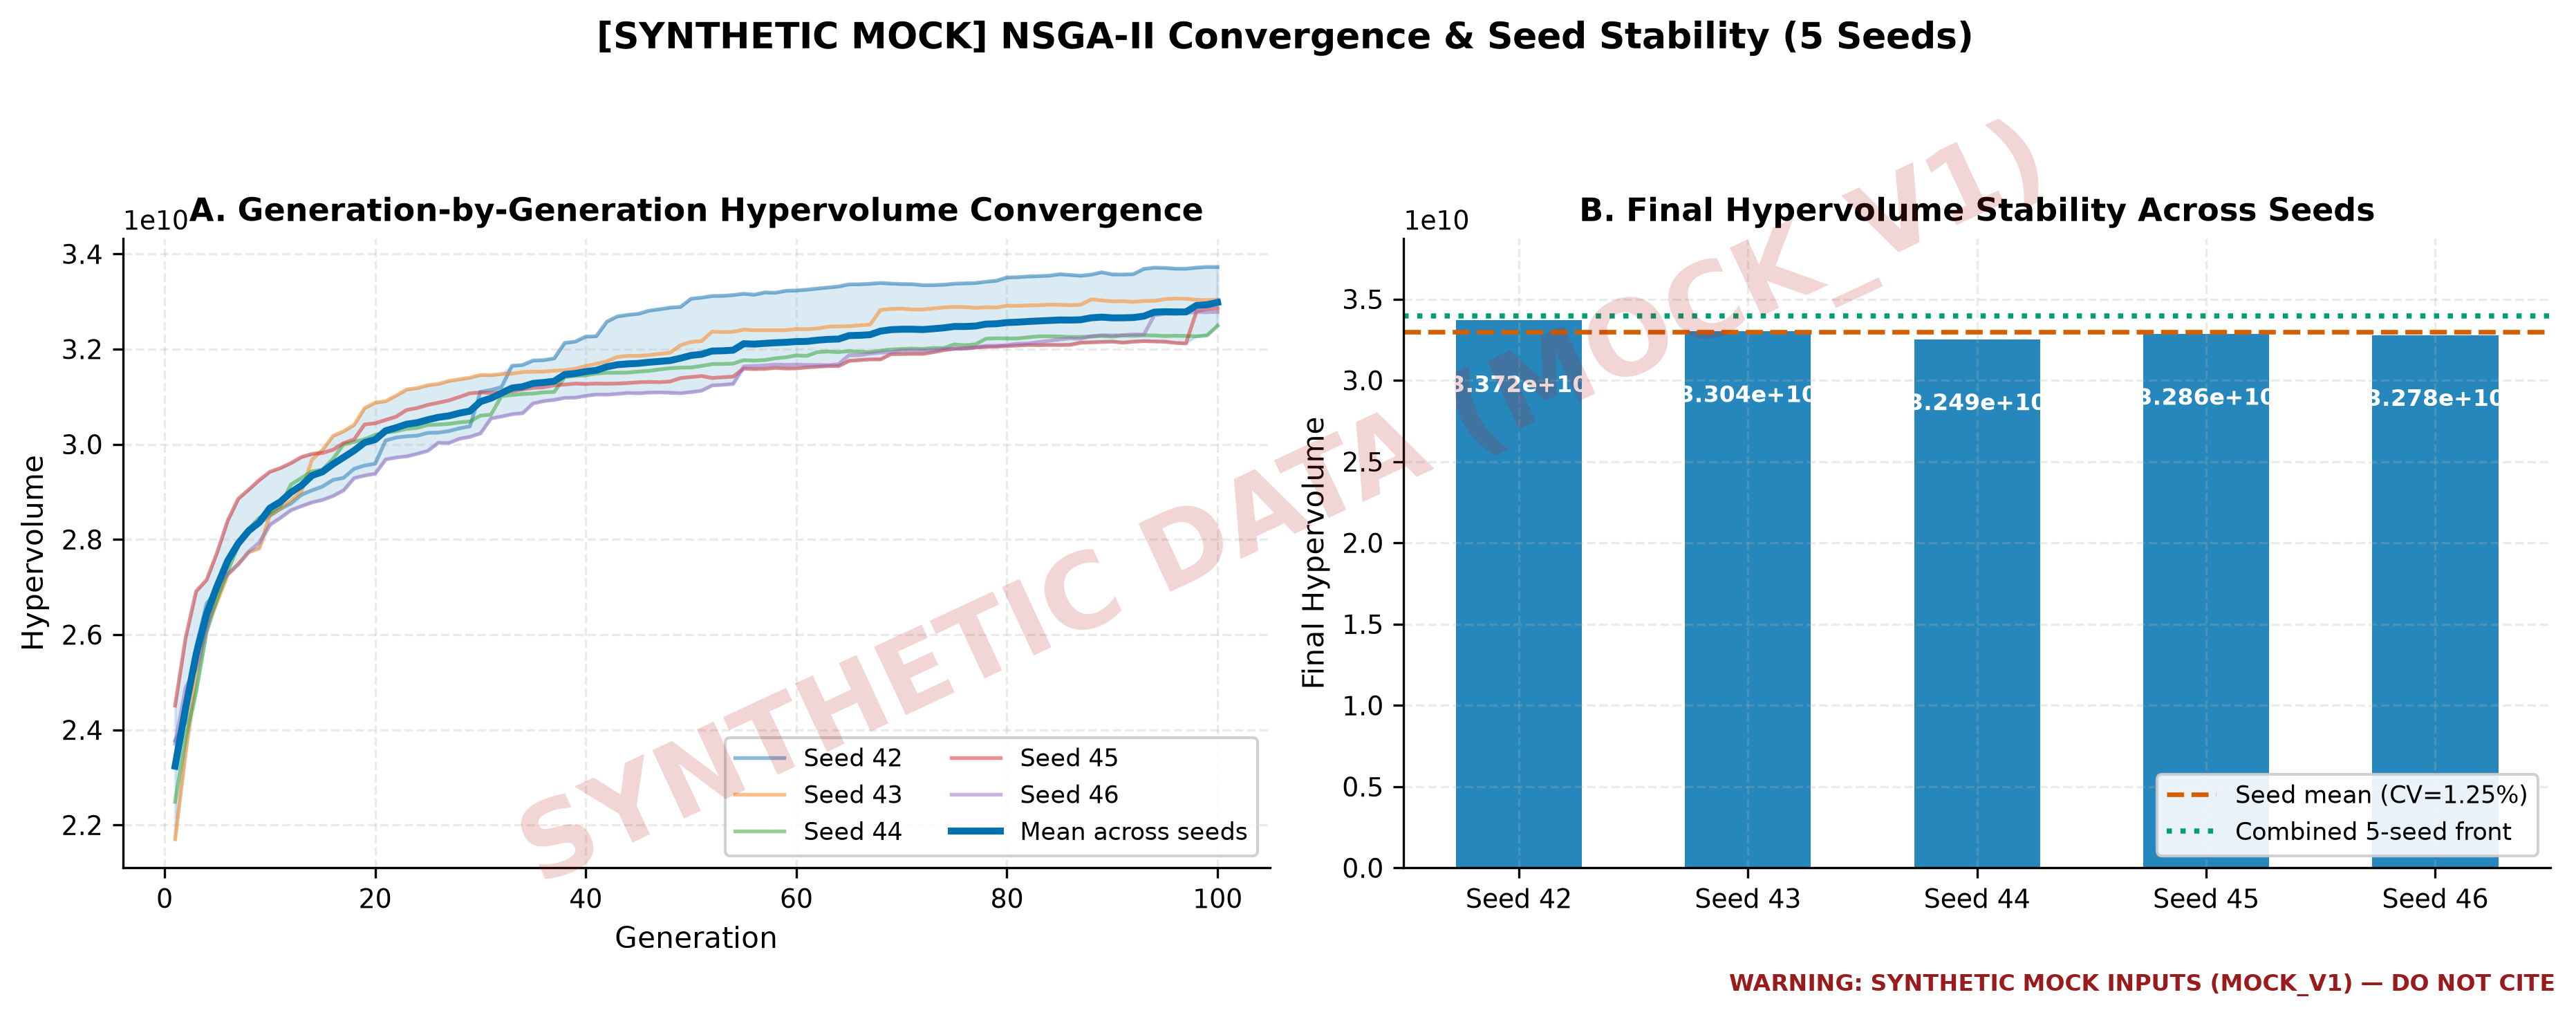 [SYNTHETIC MOCK] NSGA-II Convergence & Seed Stability (5 Seeds)
A. Generation-by-Generation Hypervolume Convergence
1e10
3.4
3.2
3.0
2.8
2.6
2.4
2.2
Hypervolume
0 20 40 60 80 100
Generation
Seed 42
Seed 43
Seed 44
Seed 45
Seed 46
Mean across seeds
B. Final Hypervolume Stability Across Seeds
1e10
3.5
3.0
2.5
2.0
1.5
1.0
0.5
0.0
Final Hypervolume
3.372e+10
3.304e+10
3.249e+10
3.286e+10
3.278e+10
Seed 42 Seed 43 Seed 44 Seed 45 Seed 46
Seed mean (CV=1.25%)
Combined 5-seed front
SYNTHETIC DATA (MOCK_V1)
WARNING: SYNTHETIC MOCK INPUTS (MOCK_V1) — DO NOT CITE